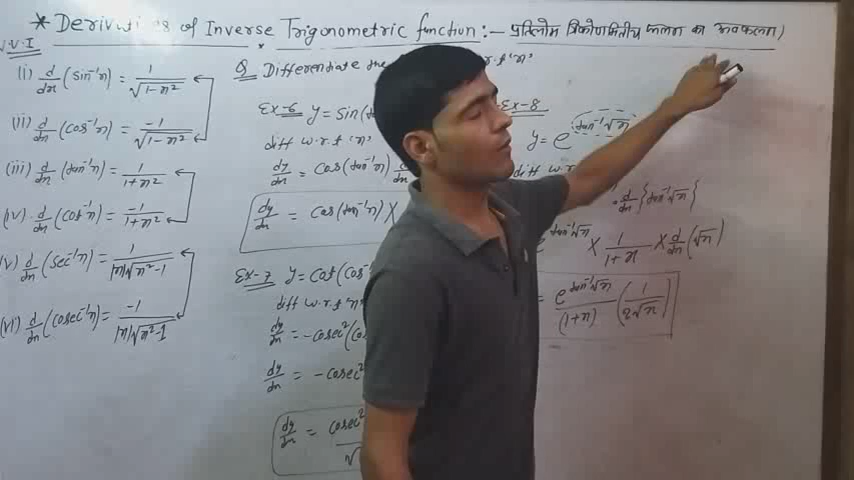 * Derivatives of Inverse Trigonometric function :- प्रतिलोम त्रिकोणमितीय फलन का अवकलन)
V.V.I
(i) d/dx (sin⁻¹x) = 1/√(1-x²)
(ii) d/dx (cos⁻¹x) = -1/√(1-x²)
(iii) d/dx (tan⁻¹x) = 1/(1+x²)
(iv) d/dx (cot⁻¹x) = -1/(1+x²)
(v) d/dx (sec⁻¹x) = 1/(|x|√(x²-1))
(vi) d/dx (cosec⁻¹x) = -1/(|x|√(x²-1))
Q Differentiate the r.t 'x'
Ex-6 y = sin(
diff w.r.t 'x'
dy/dx = cos(tan⁻¹x)
dy/dx = cos(tan⁻¹x) ×
Ex-7 y = cot(cos
diff w.r.t 'x'
dy/dx = -cosec²(co
dy/dx = -cosec²
dy/dx = cosec²
√
Ex-8
y = e^(tan⁻¹√x)
diff w.r
· d/dx {tan⁻¹√x}
e^(tan⁻¹√x) × 1/(1+x) × d/dx (√x)
= e^(tan⁻¹√x)/(1+x) (1/(2√x))